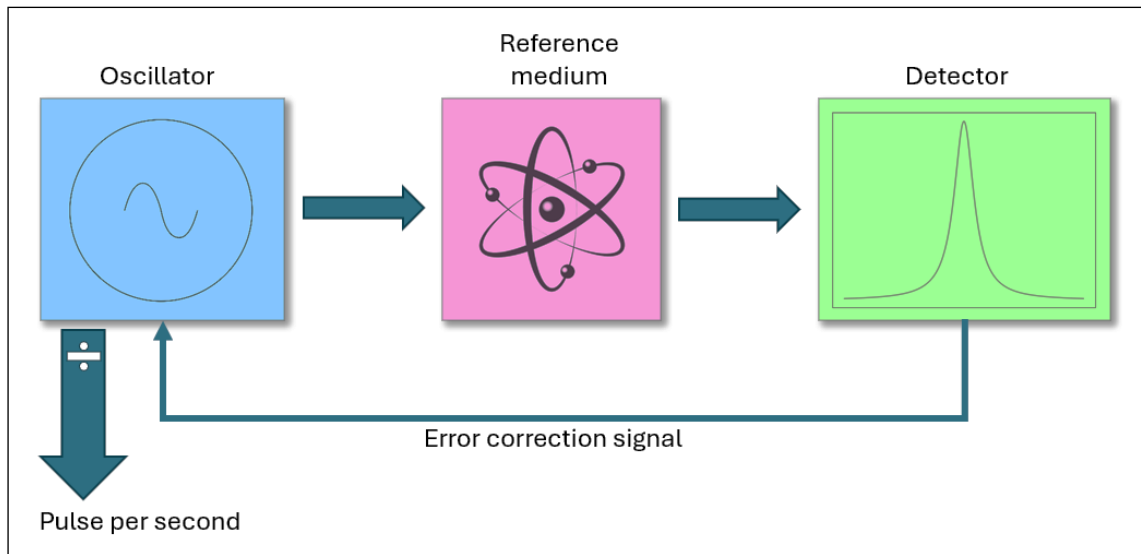 Oscillator
Reference
medium
Detector
÷
Error correction signal
Pulse per second